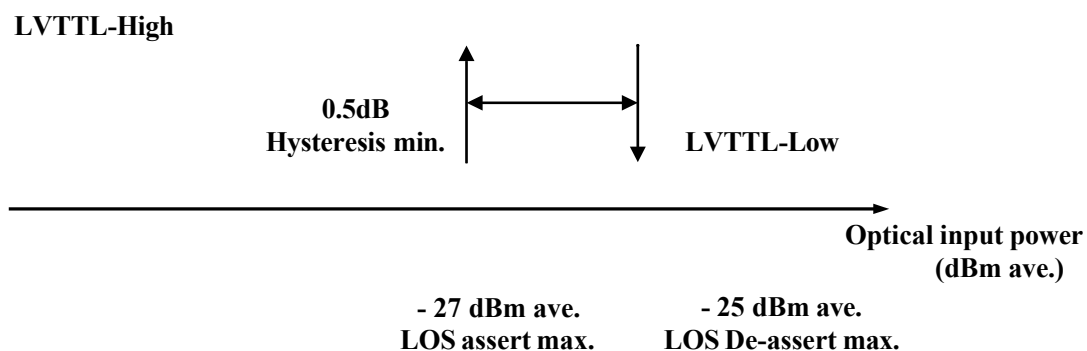 LVTTL-High
0.5dB
Hysteresis min.
LVTTL-Low
Optical input power
(dBm ave.)
- 27 dBm ave.
LOS assert max.
- 25 dBm ave.
LOS De-assert max.